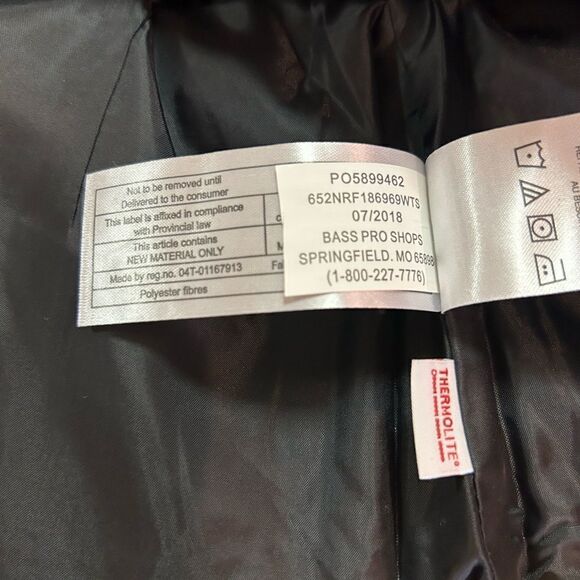 Not to be removed until
Delivered to the consumer
This label is affixed in compliance
with Provincial law
This article contains
NEW MATERIAL ONLY
Made by reg.no. 04T-01167913
Polyester fibres
PO5899462
652NRF186969WTS
07/2018
BASS PRO SHOPS
SPRINGFIELD. MO 65898
(1-800-227-7776)
THERMOLITE®